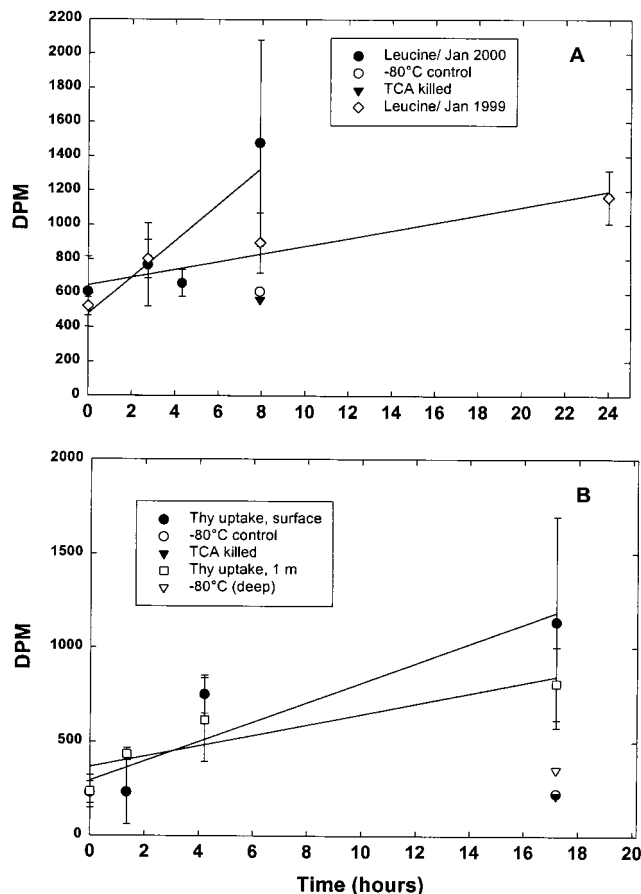 2200
2000
1800
1600
1400
1200
1000
800
600
400
200
0
DPM
Leucine/ Jan 2000
-80°C control
TCA killed
Leucine/ Jan 1999
A
0 2 4 6 8 10 12 14 16 18 20 22 24
2000
1500
1000
500
0
DPM
Thy uptake, surface
-80°C control
TCA killed
Thy uptake, 1 m
-80°C (deep)
B
0 2 4 6 8 10 12 14 16 18 20
Time (hours)